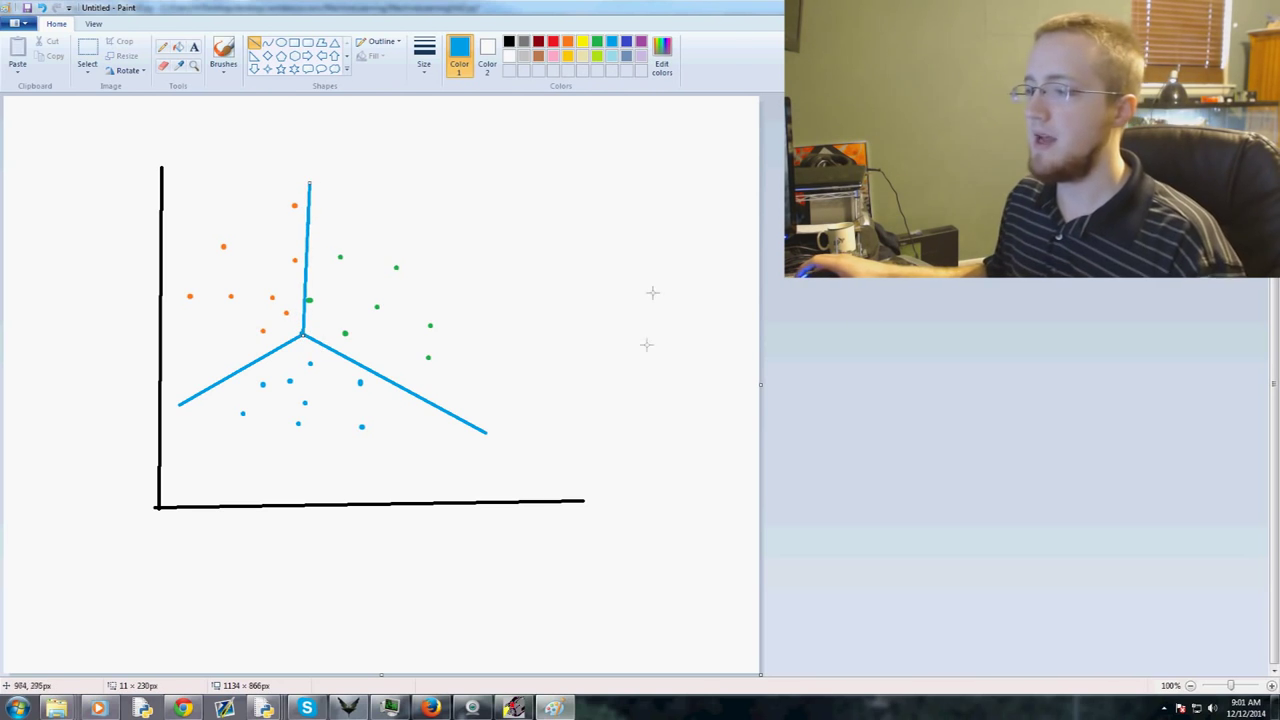 Untitled - Paint
Home
View
Paste
Cut
Copy
Clipboard
Select
Crop
Resize
Rotate
Image
Tools
Brushes
Shapes
Outline
Fill
Size
Color 1
Color 2
Edit colors
Colors
984, 295px
11 × 230px
1134 × 866px
100%
9:01 AM
12/12/2014